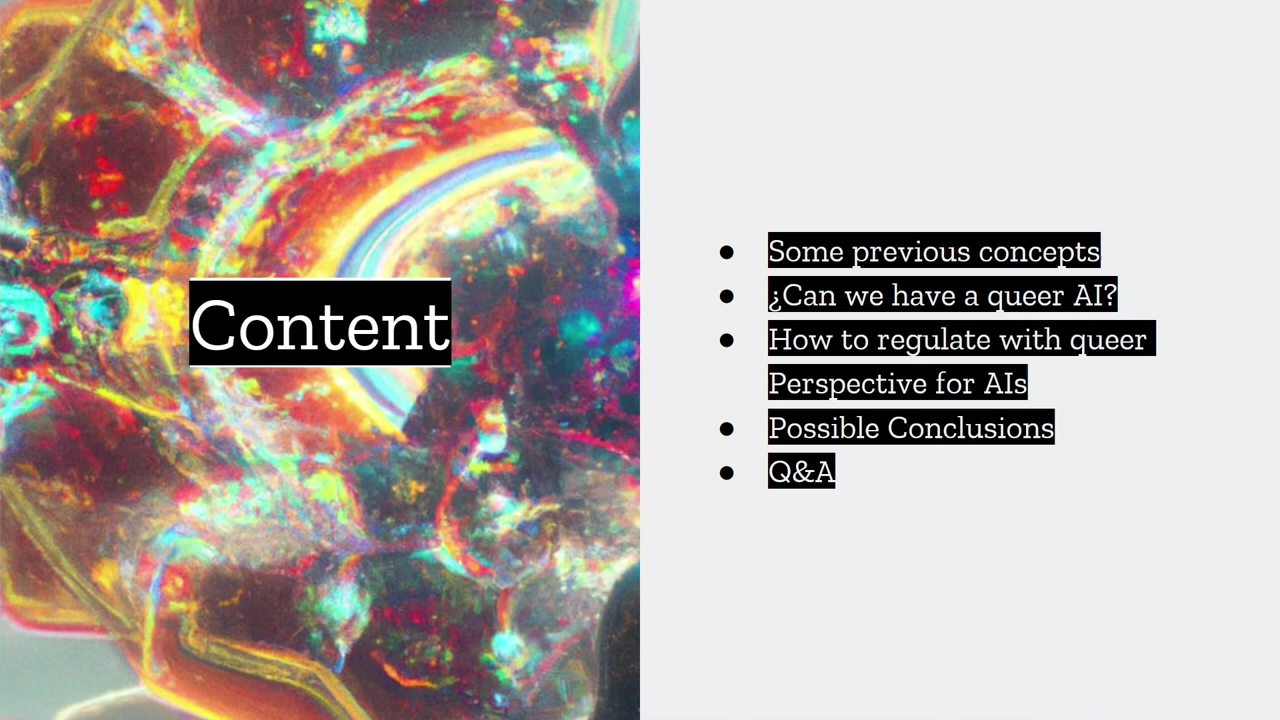 Content
● Some previous concepts
● ¿Can we have a queer AI?
● How to regulate with queer
Perspective for AIs
● Possible Conclusions
● Q&A